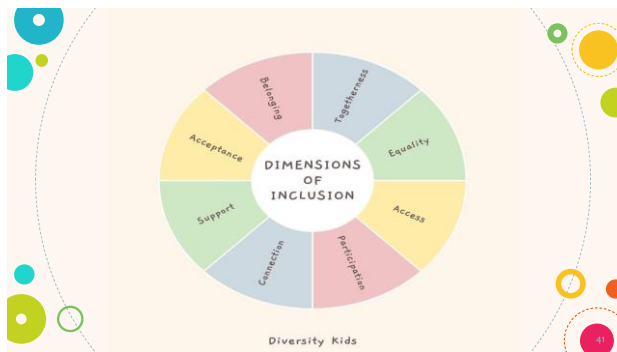 Belonging
Togetherness
Equality
Access
Participation
Connection
Support
Acceptance
DIMENSIONS
OF
INCLUSION
Diversity Kids
41